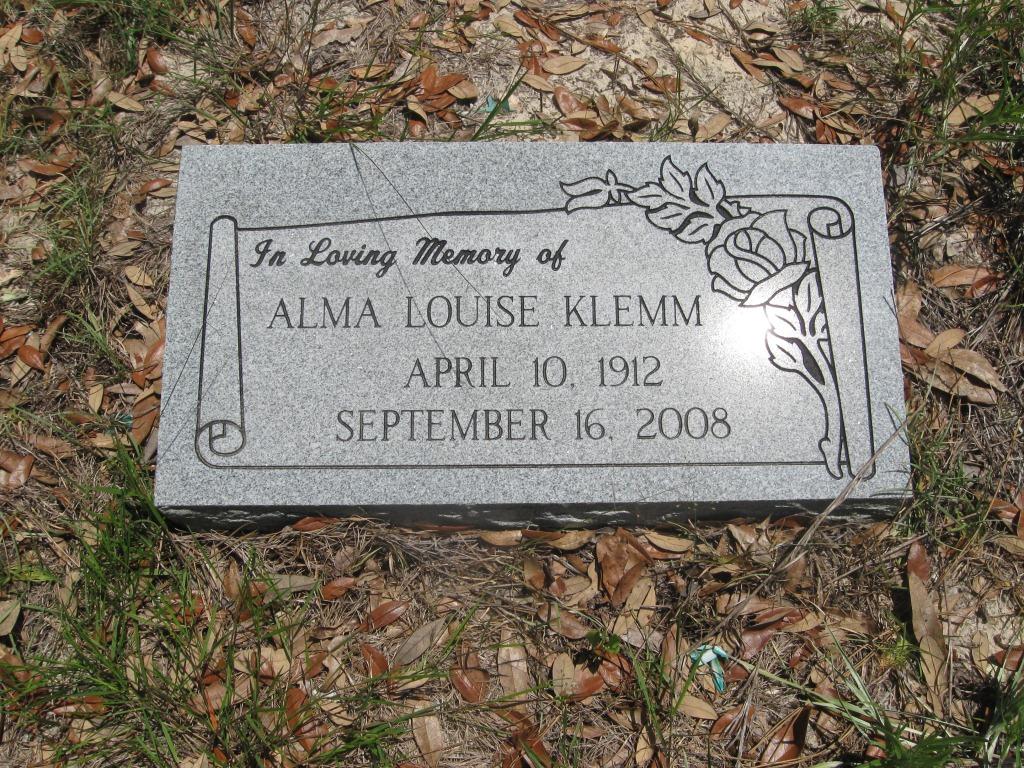 In Loving Memory of
ALMA LOUISE KLEMM
APRIL 10, 1912
SEPTEMBER 16, 2008